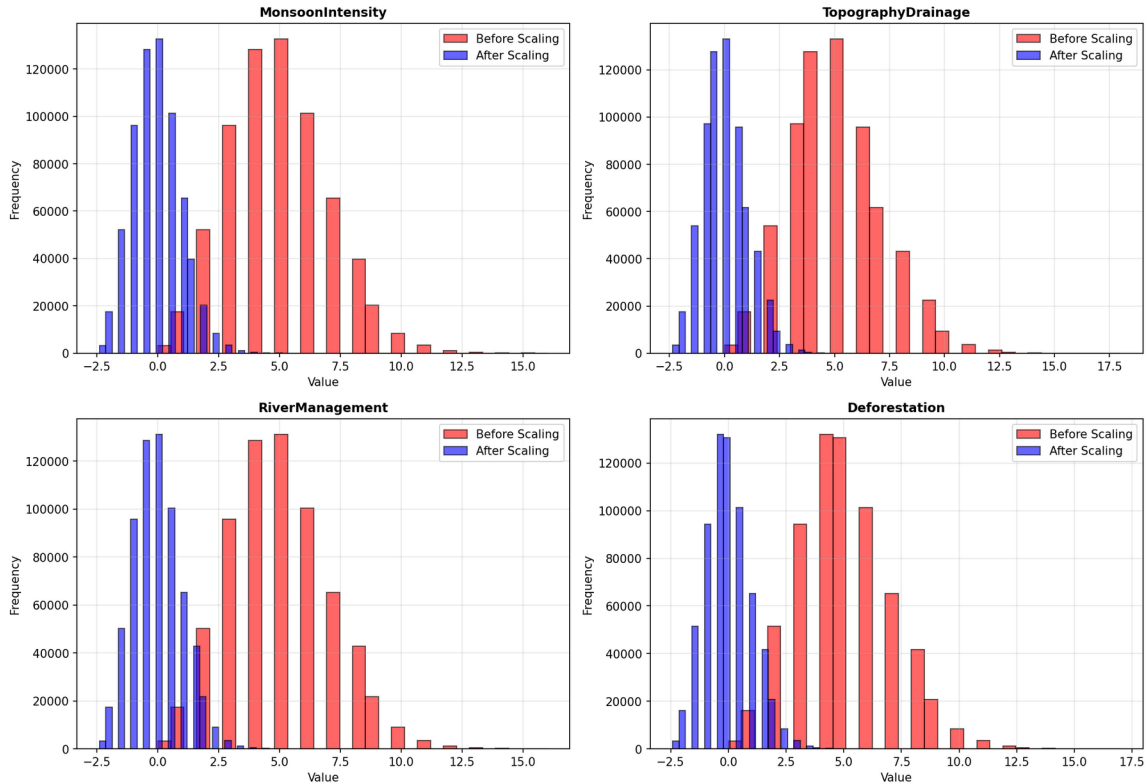 MonsoonIntensity
Before Scaling
After Scaling
Frequency
120000
100000
80000
60000
40000
20000
0
−2.5 0.0 2.5 5.0 7.5 10.0 12.5 15.0
Value
TopographyDrainage
Before Scaling
After Scaling
Frequency
120000
100000
80000
60000
40000
20000
0
−2.5 0.0 2.5 5.0 7.5 10.0 12.5 15.0 17.5
Value
RiverManagement
Before Scaling
After Scaling
Frequency
120000
100000
80000
60000
40000
20000
0
−2.5 0.0 2.5 5.0 7.5 10.0 12.5 15.0
Value
Deforestation
Before Scaling
After Scaling
Frequency
120000
100000
80000
60000
40000
20000
0
−2.5 0.0 2.5 5.0 7.5 10.0 12.5 15.0 17.5
Value